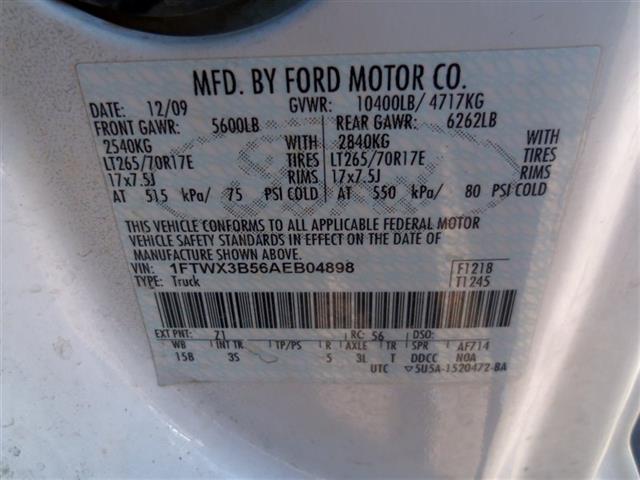 MFD. BY FORD MOTOR CO.
DATE: 12/09 GVWR: 10400LB/ 4717KG
FRONT GAWR: 5600LB REAR GAWR: 6262LB
2540KG WITH 2840KG WITH
LT265/70R17E TIRES LT265/70R17E TIRES
17x7.5J RIMS 17x7.5J RIMS
AT 515 kPa/ 75 PSI COLD AT 550 kPa/ 80 PSI COLD
THIS VEHICLE CONFORMS TO ALL APPLICABLE FEDERAL MOTOR
VEHICLE SAFETY STANDARDS IN EFFECT ON THE DATE OF
MANUFACTURE SHOWN ABOVE.
VIN: 1FTWX3B56AEB04898 F1218
TYPE: Truck T1245
EXT PNT: Z1 RC: 56 DSO:
WB INT TR TP/PS R AXLE TR SPR AF714
158 3S 5 3L T DDCC NOA
UTC ▽5U5A-1520472-BA